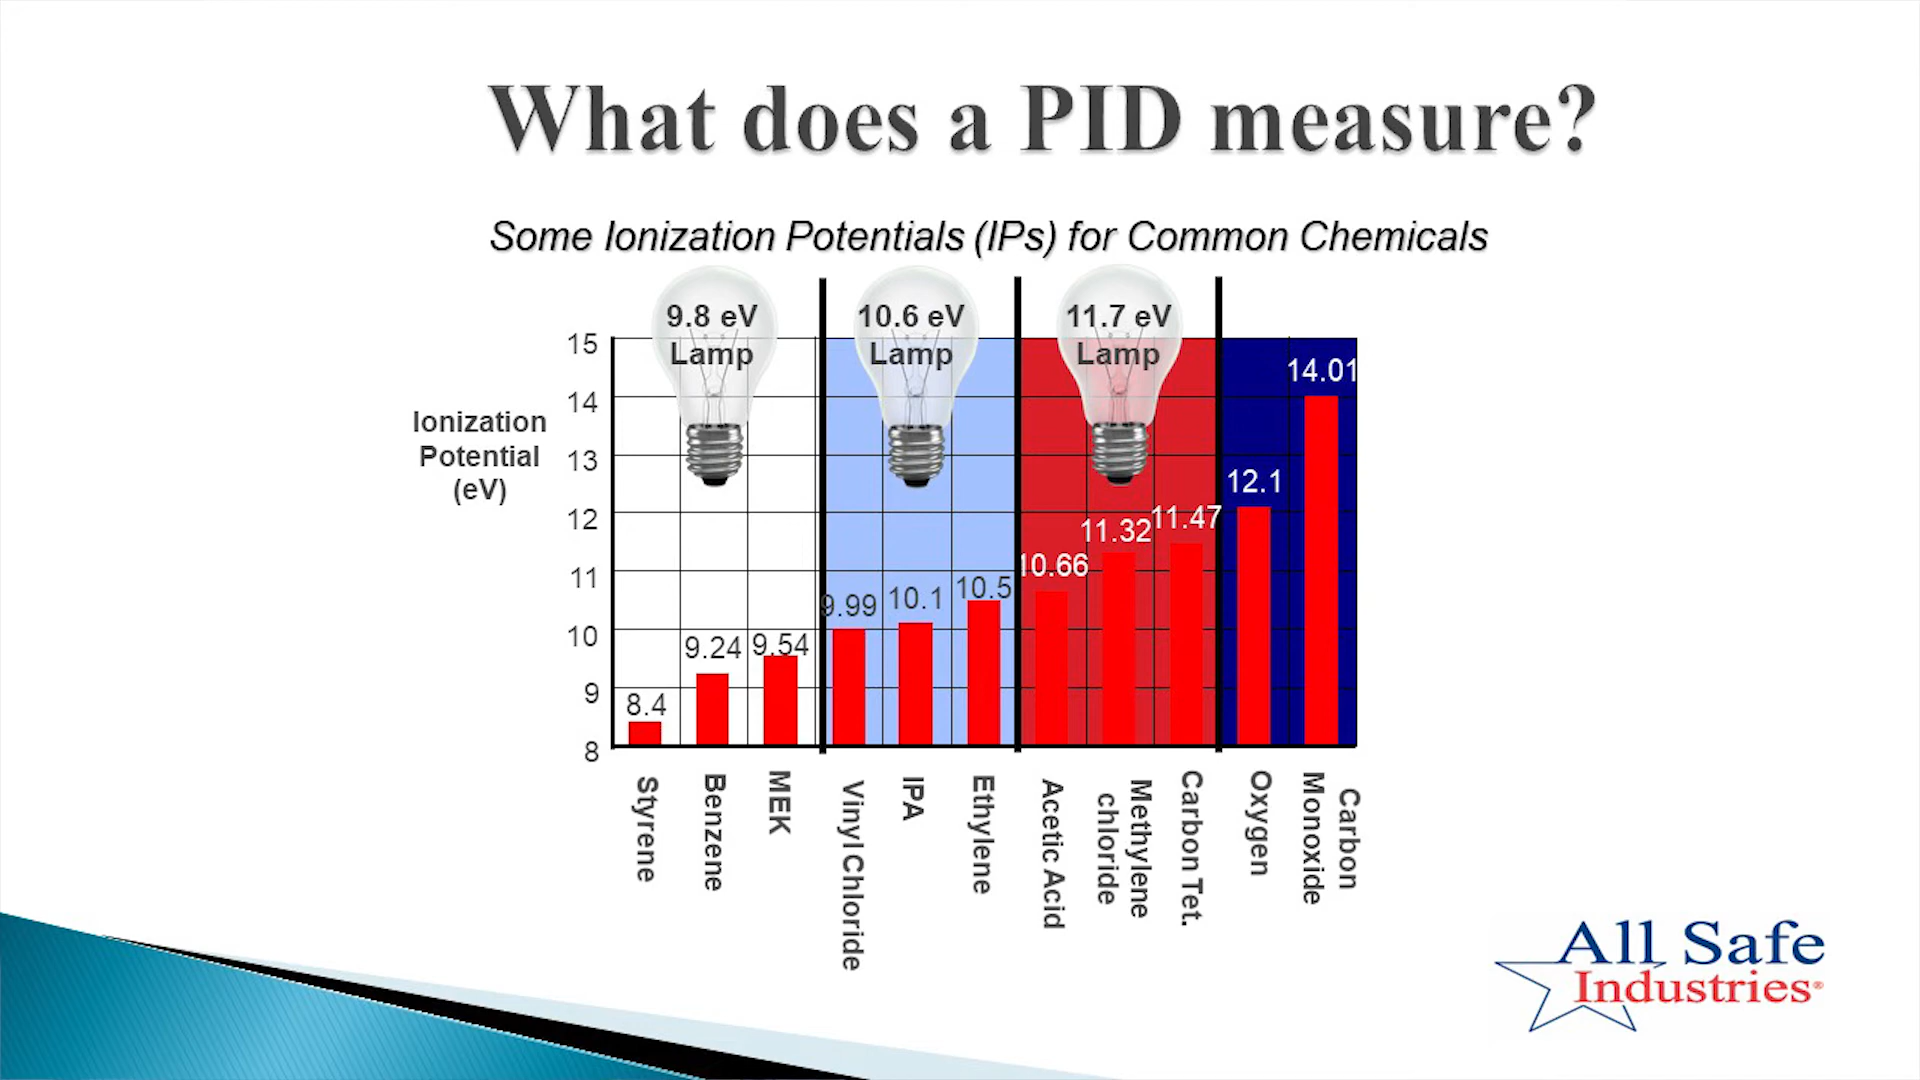 What does a PID measure?
Some Ionization Potentials (IPs) for Common Chemicals
9.8 eV
Lamp
10.6 eV
Lamp
11.7 eV
Lamp
Ionization
Potential
(eV)
15
14
13
12
11
10
9
8
8.4
9.24
9.54
9.99
10.1
10.5
10.66
11.32
11.47
12.1
14.01
Styrene
Benzene
MEK
Vinyl Chloride
IPA
Ethylene
Acetic Acid
Methylene
chloride
Carbon Tet.
Oxygen
Carbon
Monoxide
All Safe
Industries®